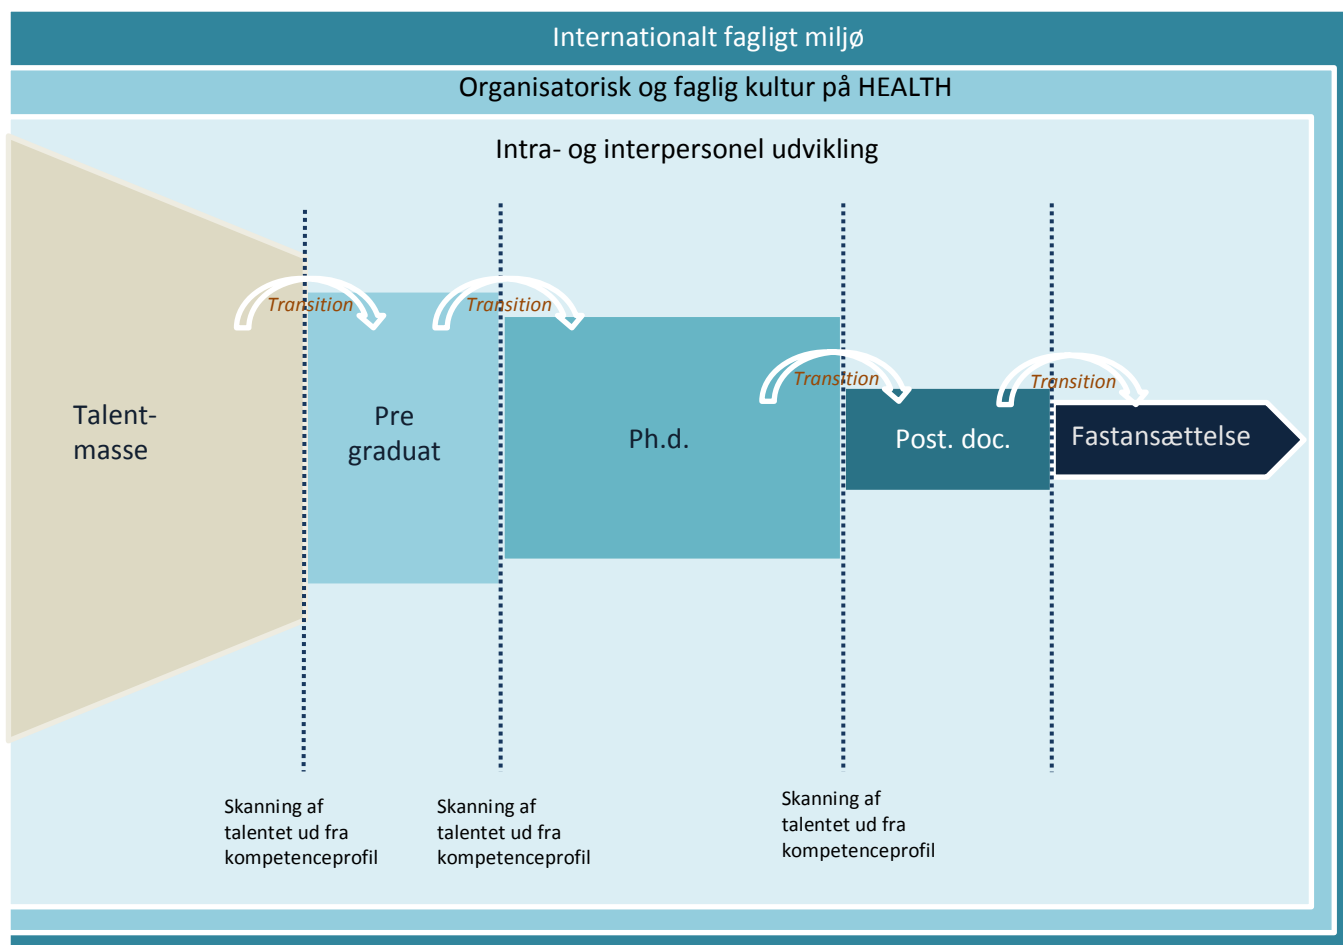 Internationalt fagligt miljø
Organisatorisk og faglig kultur på HEALTH
Intra- og interpersonel udvikling
Transition
Transition
Transition
Transition
Talent-
masse
Pre
graduat
Ph.d.
Post. doc.
Fastansættelse
Skanning af
talentet ud fra
kompetenceprofil
Skanning af
talentet ud fra
kompetenceprofil
Skanning af
talentet ud fra
kompetenceprofil